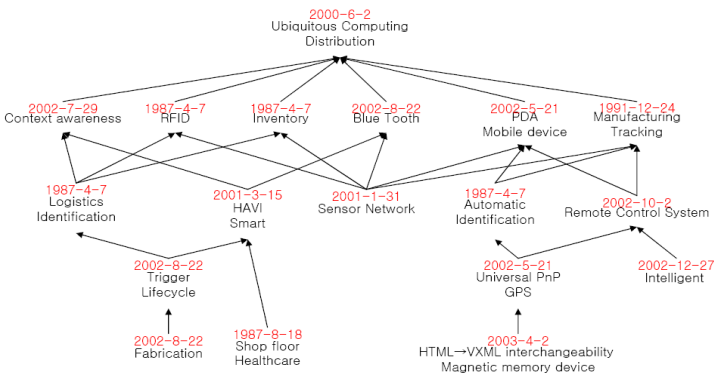 2000-6-2
Ubiquitous Computing
Distribution
2002-7-29
Context awareness
1987-4-7
RFID
1987-4-7
Inventory
2002-8-22
Blue Tooth
2002-5-21
PDA
Mobile device
1991-12-24
Manufacturing
Tracking
1987-4-7
Logistics
Identification
2001-3-15
HAVI
Smart
2001-1-31
Sensor Network
1987-4-7
Automatic
Identification
2002-10-2
Remote Control System
2002-8-22
Trigger
Lifecycle
2002-5-21
Universal PnP
GPS
2002-12-27
Intelligent
2002-8-22
Fabrication
1987-8-18
Shop floor
Healthcare
2003-4-2
HTML→VXML interchangeability
Magnetic memory device